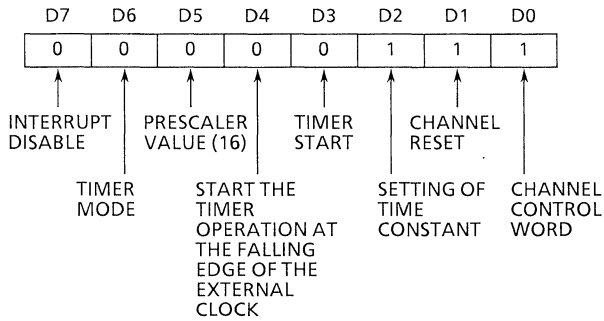 D7 D6 D5 D4 D3 D2 D1 D0
0 0 0 0 0 1 1 1
INTERRUPT
DISABLE
PRESCALER
VALUE (16)
TIMER
START
CHANNEL
RESET
TIMER
MODE
START THE
TIMER
OPERATION AT
THE FALLING
EDGE OF THE
EXTERNAL
CLOCK
SETTING OF
TIME
CONSTANT
CHANNEL
CONTROL
WORD